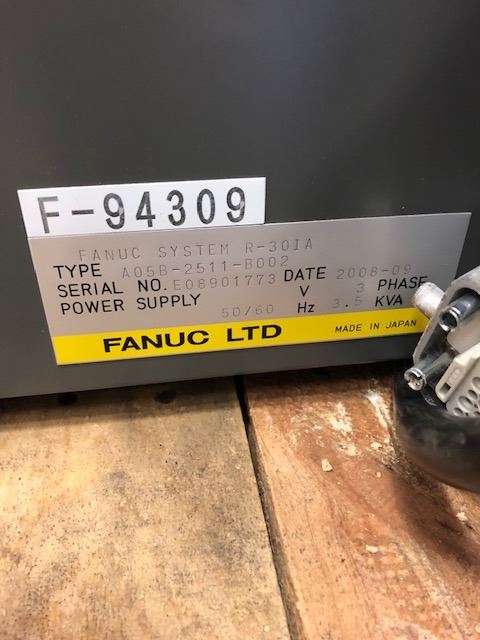 F-94309
FANUC SYSTEM R-30IA
TYPE A05B-2511-B002
SERIAL NO. E08901773 DATE 2008-09
POWER SUPPLY V 3 PHASE
50/60 Hz 3.5 KVA
FANUC LTD MADE IN JAPAN